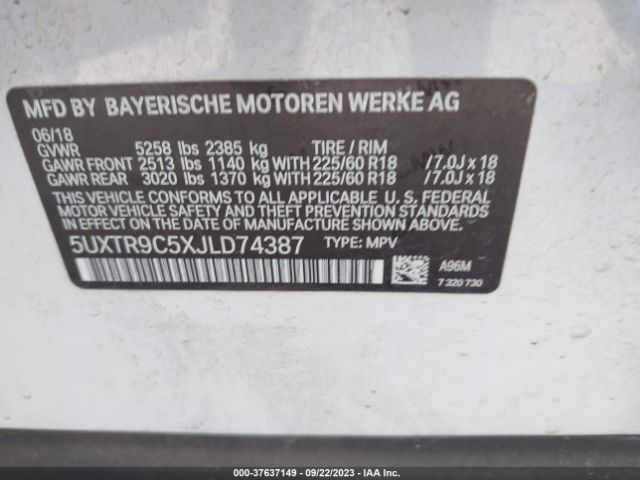 MFD BY BAYERISCHE MOTOREN WERKE AG
06/18
GVWR 5258 lbs 2385 kg TIRE / RIM
GAWR FRONT 2513 lbs 1140 kg WITH 225/60 R18 /7.0J x 18
GAWR REAR 3020 lbs 1370 kg WITH 225/60 R18 /7.0J x 18
THIS VEHICLE CONFORMS TO ALL APPLICABLE U. S. FEDERAL
MOTOR VEHICLE SAFETY AND THEFT PREVENTION STANDARDS
IN EFFECT ON THE DATE OF MANUFACTURE SHOWN ABOVE.
5UXTR9C5XJLD74387 TYPE: MPV
A96M
7 320 730
000-37637149 - 09/22/2023 - IAA Inc.